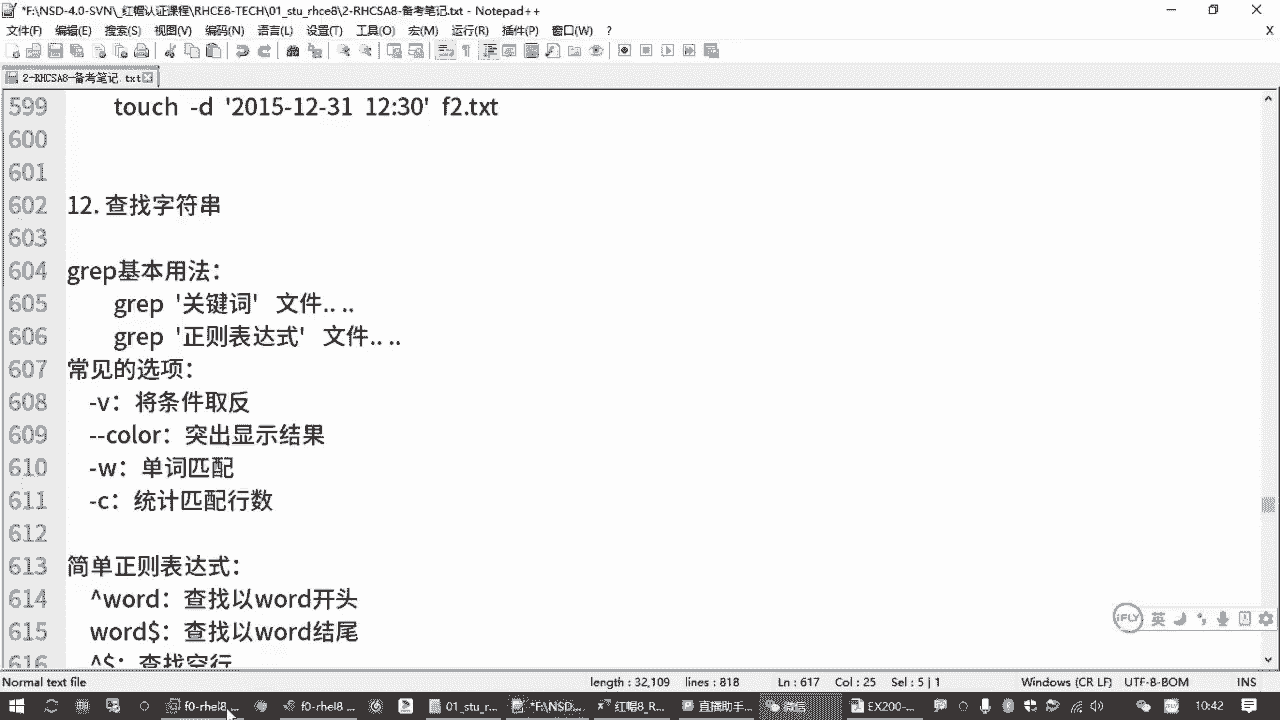 *F:\NSD-4.0-SVN\_红帽认证课程\RHCE8-TECH\01_stu_rhce8\2-RHCSA8-备考笔记.txt - Notepad++
文件(F) 编辑(E) 搜索(S) 视图(V) 编码(N) 语言(L) 设置(T) 工具(O) 宏(M) 运行(R) 插件(P) 窗口(W) ? X
2-RHCSA8-备考笔记.txt
599 touch -d '2015-12-31 12:30' f2.txt
600
601
602 12. 查找字符串
603
604 grep基本用法：
605 grep '关键词' 文件.. ..
606 grep '正则表达式' 文件.. ..
607 常见的选项：
608 -v：将条件取反
609 --color：突出显示结果
610 -w：单词匹配
611 -c：统计匹配行数
612
613 简单正则表达式：
614 ^word：查找以word开头
615 word$：查找以word结尾
616 ^$：查找空行
iFLY 英
Normal text file length : 32,109 lines : 818 Ln : 617 Col : 25 Sel : 5 | 1 Windows (CR LF) UTF-8-BOM INS
f0-rhel8... f0-rhel8 ... 01_stu_r... *F:\NSD... 红帽8_R... 直播助手... EX200-... 10:42